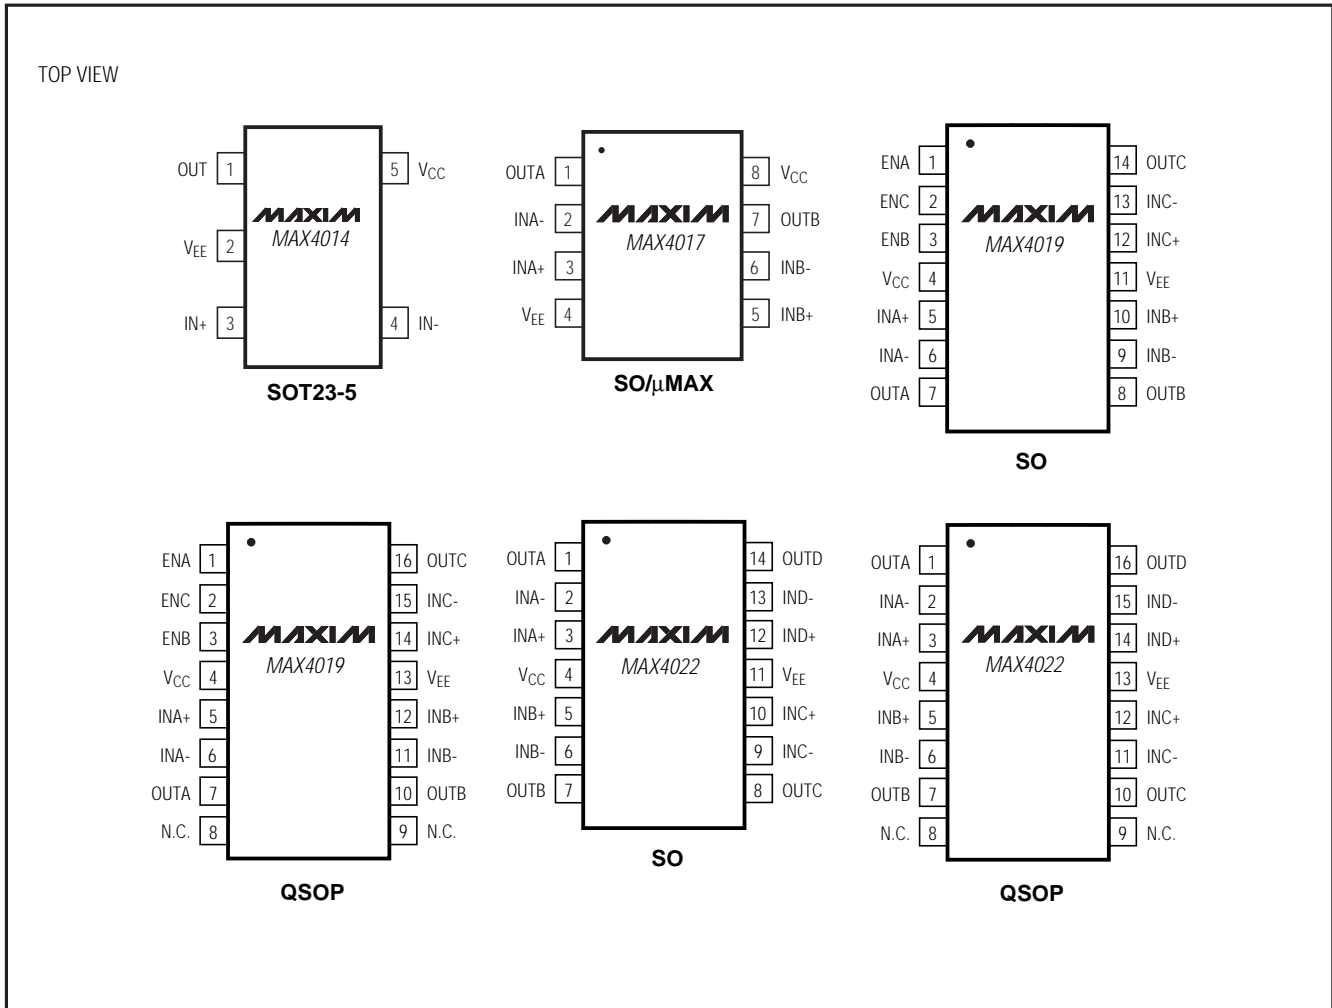 TOP VIEW
OUT 1
5 VCC
VEE 2
IN+ 3
4 IN-
MAXIM
MAX4014
SOT23-5
OUTA 1
8 VCC
INA- 2
7 OUTB
INA+ 3
6 INB-
VEE 4
5 INB+
MAXIM
MAX4017
SO/µMAX
ENA 1
14 OUTC
ENC 2
13 INC-
ENB 3
12 INC+
VCC 4
11 VEE
INA+ 5
10 INB+
INA- 6
9 INB-
OUTA 7
8 OUTB
MAXIM
MAX4019
SO
ENA 1
16 OUTC
ENC 2
15 INC-
ENB 3
14 INC+
VCC 4
13 VEE
INA+ 5
12 INB+
INA- 6
11 INB-
OUTA 7
10 OUTB
N.C. 8
9 N.C.
MAXIM
MAX4019
QSOP
OUTA 1
14 OUTD
INA- 2
13 IND-
INA+ 3
12 IND+
VCC 4
11 VEE
INB+ 5
10 INC+
INB- 6
9 INC-
OUTB 7
8 OUTC
MAXIM
MAX4022
SO
OUTA 1
16 OUTD
INA- 2
15 IND-
INA+ 3
14 IND+
VCC 4
13 VEE
INB+ 5
12 INC+
INB- 6
11 INC-
OUTB 7
10 OUTC
N.C. 8
9 N.C.
MAXIM
MAX4022
QSOP